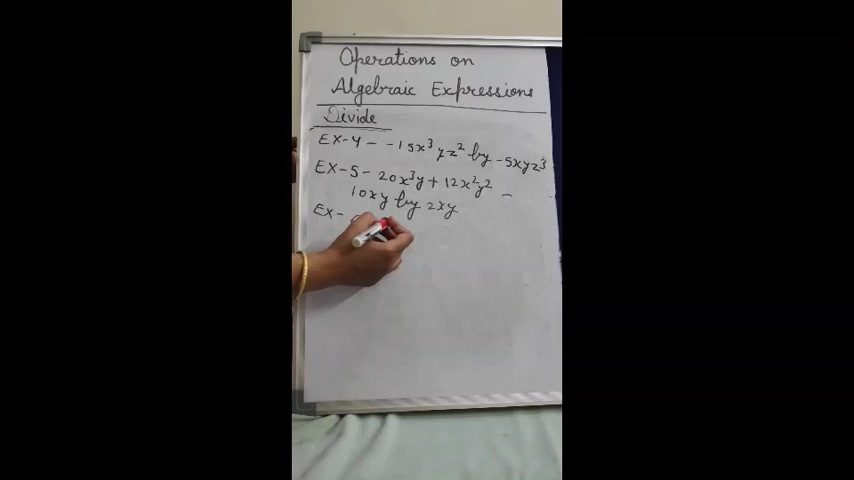 Operations on
Algebraic Expressions
Divide
EX-4 - -15x³yz² by -5xyz³
EX-5 - 20x³y + 12x²y² -
10xy by 2xy
EX-